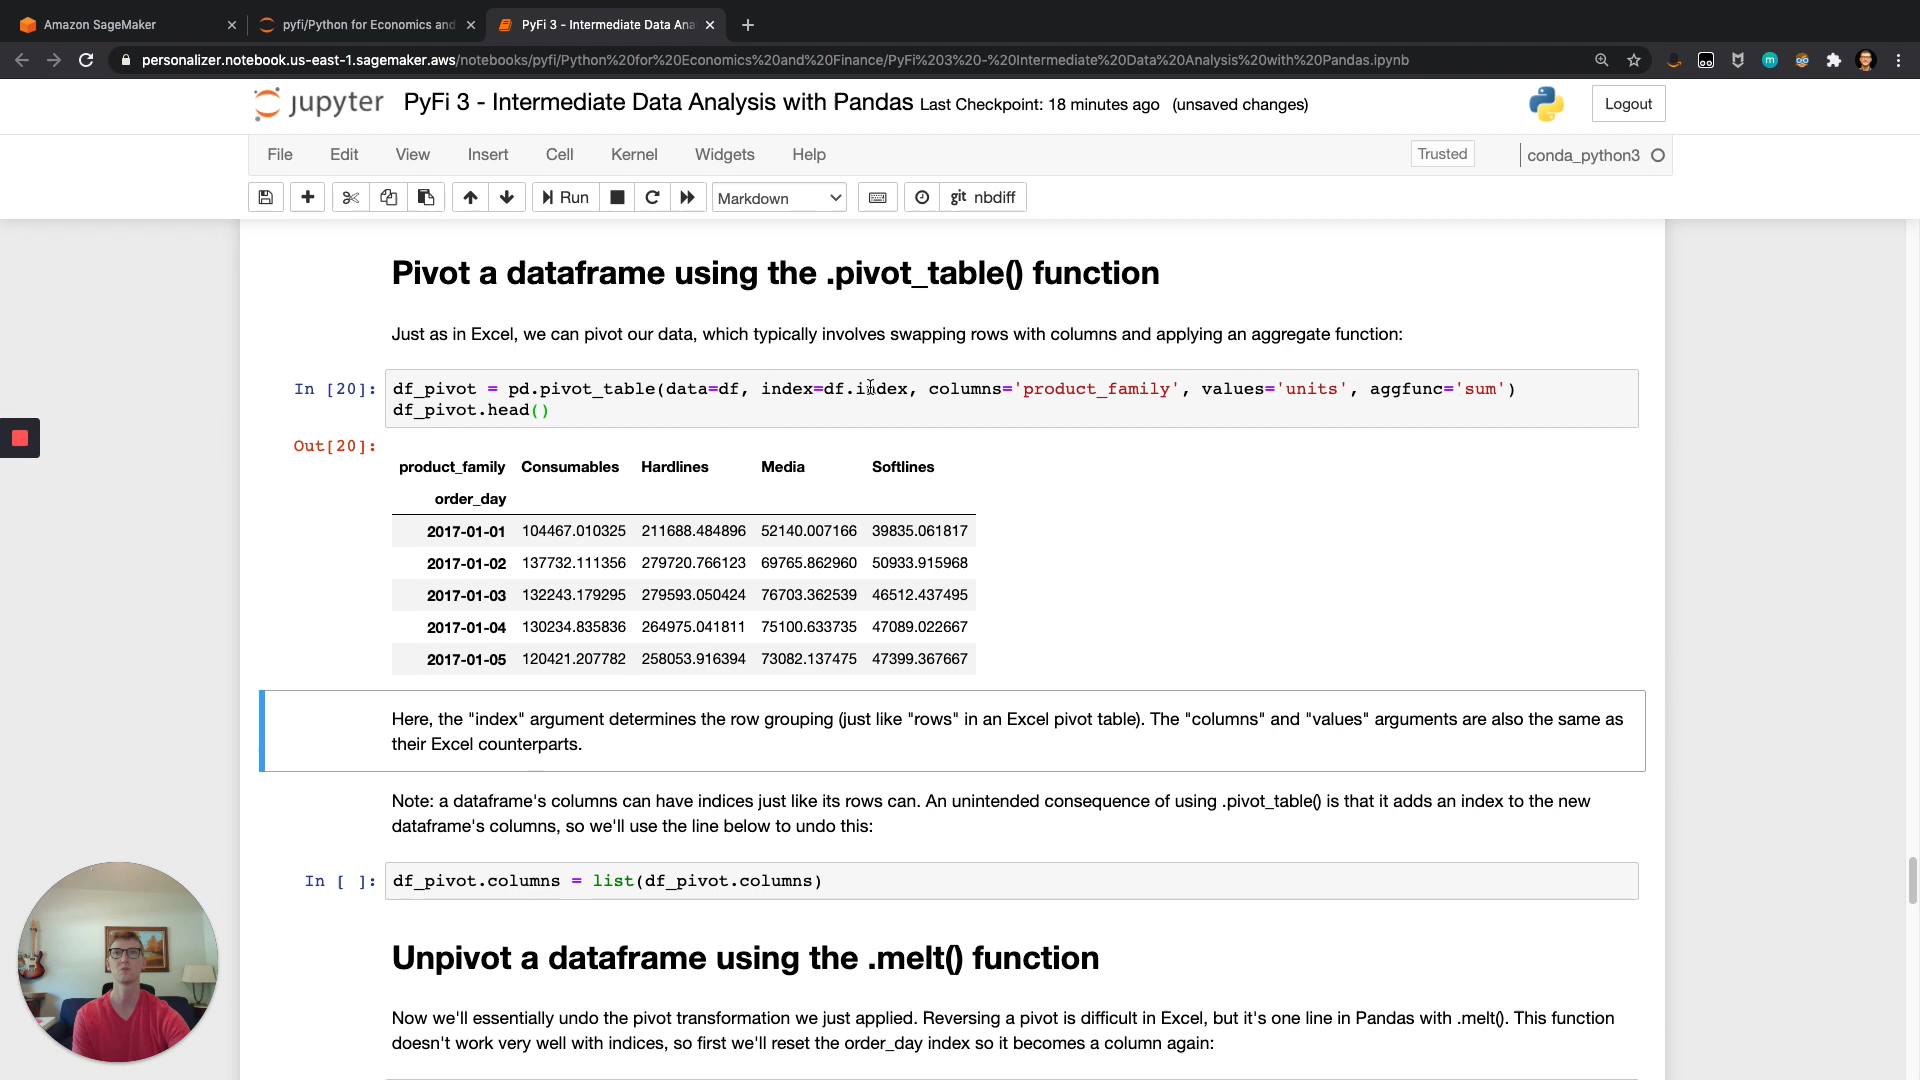 Amazon SageMaker
pyfi/Python for Economics and
PyFi 3 - Intermediate Data Ana
personalizer.notebook.us-east-1.sagemaker.aws/notebooks/pyfi/Python%20for%20Economics%20and%20Finance/PyFi%203%20-%20Intermediate%20Data%20Analysis%20with%20Pandas.ipynb
jupyter PyFi 3 - Intermediate Data Analysis with Pandas Last Checkpoint: 18 minutes ago (unsaved changes)
Logout
File Edit View Insert Cell Kernel Widgets Help
Trusted
conda_python3
Run
Markdown
git nbdiff
Pivot a dataframe using the .pivot_table() function
Just as in Excel, we can pivot our data, which typically involves swapping rows with columns and applying an aggregate function:
In [20]: df_pivot = pd.pivot_table(data=df, index=df.index, columns='product_family', values='units', aggfunc='sum')
df_pivot.head()
Out[20]:
product_family Consumables Hardlines Media Softlines
order_day
2017-01-01 104467.010325 211688.484896 52140.007166 39835.061817
2017-01-02 137732.111356 279720.766123 69765.862960 50933.915968
2017-01-03 132243.179295 279593.050424 76703.362539 46512.437495
2017-01-04 130234.835836 264975.041811 75100.633735 47089.022667
2017-01-05 120421.207782 258053.916394 73082.137475 47399.367667
Here, the "index" argument determines the row grouping (just like "rows" in an Excel pivot table). The "columns" and "values" arguments are also the same as
their Excel counterparts.
Note: a dataframe's columns can have indices just like its rows can. An unintended consequence of using .pivot_table() is that it adds an index to the new
dataframe's columns, so we'll use the line below to undo this:
In [ ]: df_pivot.columns = list(df_pivot.columns)
Unpivot a dataframe using the .melt() function
Now we'll essentially undo the pivot transformation we just applied. Reversing a pivot is difficult in Excel, but it's one line in Pandas with .melt(). This function
doesn't work very well with indices, so first we'll reset the order_day index so it becomes a column again: